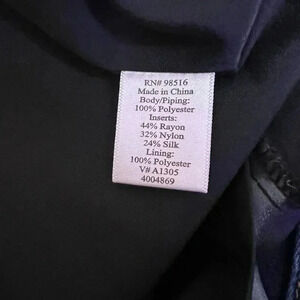 RN# 98516
Made in China
Body/Piping:
100% Polyester
Inserts:
44% Rayon
32% Nylon
24% Silk
Lining:
100% Polyester
V# A1305
4004869